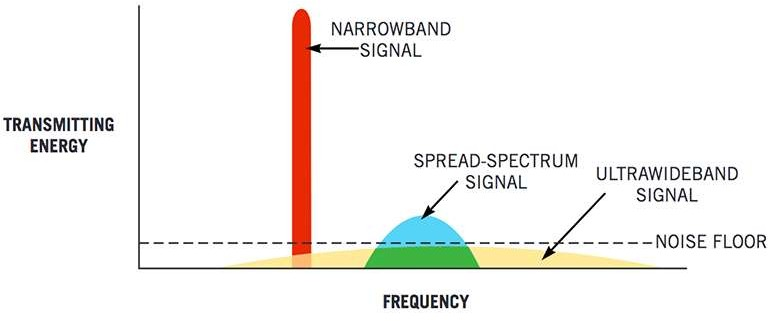 NARROWBAND
SIGNAL
TRANSMITTING
ENERGY
SPREAD-SPECTRUM
SIGNAL
ULTRAWIDEBAND
SIGNAL
NOISE FLOOR
FREQUENCY